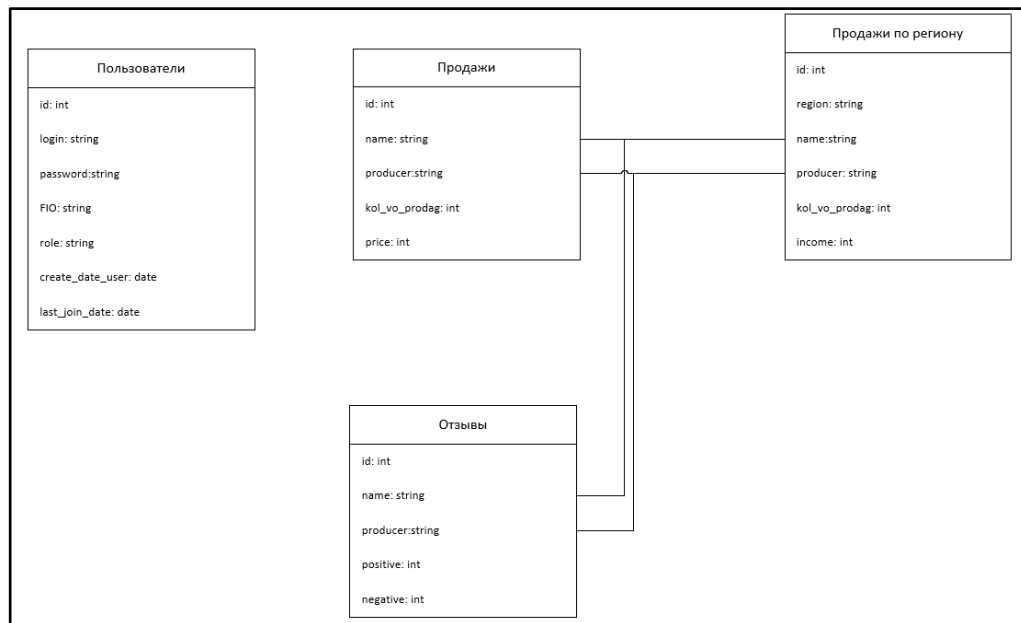 Пользователи
id: int
login: string
password:string
FIO: string
role: string
create_date_user: date
last_join_date: date
Продажи
id: int
name: string
producer:string
kol_vo_prodag: int
price: int
Продажи по региону
id: int
region: string
name:string
producer: string
kol_vo_prodag: int
income: int
Отзывы
id: int
name: string
producer:string
positive: int
negative: int